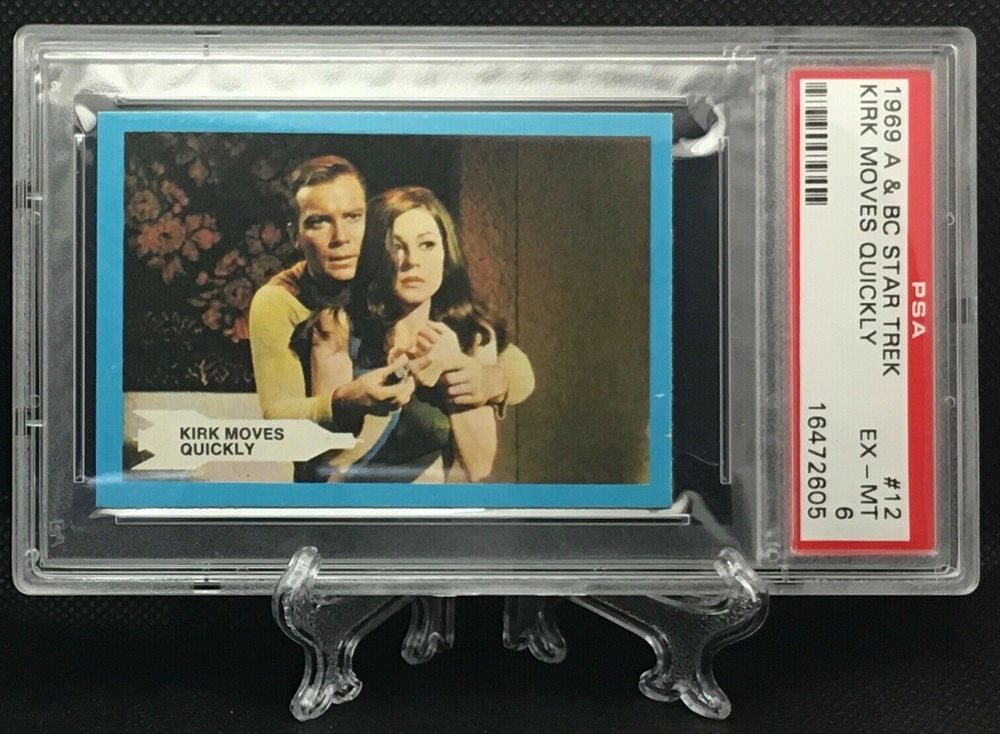 KIRK MOVES
QUICKLY
PSA
1969 A & BC STAR TREK #12
KIRK MOVES QUICKLY EX – MT
6
16472605